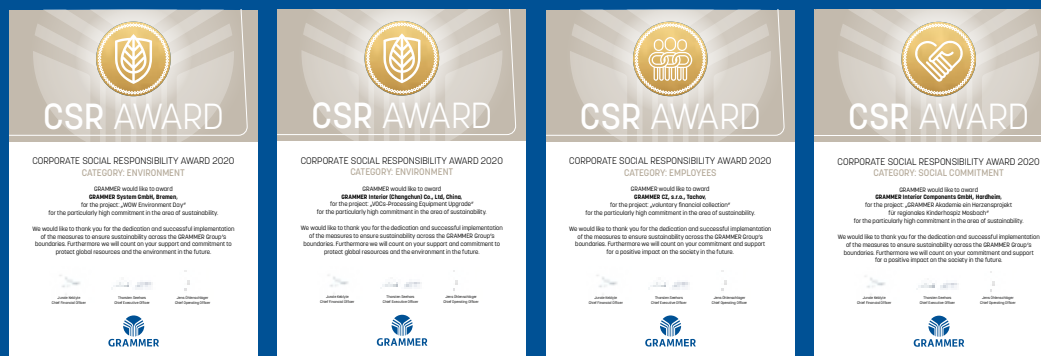 CSR AWARD
CORPORATE SOCIAL RESPONSIBILITY AWARD 2020
CATEGORY: ENVIRONMENT
GRAMMER would like to award
GRAMMER System GmbH, Bremen,
for the project „WOW Environment Day“
for the particularly high commitment in the area of sustainability.
We would like to thank you for the dedication and successful implementation
of the measures to ensure sustainability across the GRAMMER Group's
boundaries. Furthermore we will count on your support and commitment to
protect global resources and the environment in the future.
Chief Financial Officer
Chief Executive Officer
Chief Operating Officer
GRAMMER
CSR AWARD
CORPORATE SOCIAL RESPONSIBILITY AWARD 2020
CATEGORY: ENVIRONMENT
GRAMMER would like to award
GRAMMER Interior (Changchun) Co., Ltd, China,
for the project „VOCs-Processing Equipment Upgrade“
for the particularly high commitment in the area of sustainability.
We would like to thank you for the dedication and successful implementation
of the measures to ensure sustainability across the GRAMMER Group's
boundaries. Furthermore we will count on your support and commitment to
protect global resources and the environment in the future.
Chief Financial Officer
Chief Executive Officer
Chief Operating Officer
GRAMMER
CSR AWARD
CORPORATE SOCIAL RESPONSIBILITY AWARD 2020
CATEGORY: EMPLOYEES
GRAMMER would like to award
GRAMMER CZ, s.r.o., Tachov,
for the project „voluntary financial collection“
for the particularly high commitment in the area of sustainability.
We would like to thank you for the dedication and successful implementation
of the measures to ensure sustainability across the GRAMMER Group's
boundaries. Furthermore we will count on your commitment and support
for a positive impact on the society in the future.
Chief Financial Officer
Chief Executive Officer
Chief Operating Officer
GRAMMER
CSR AWARD
CORPORATE SOCIAL RESPONSIBILITY AWARD 2020
CATEGORY: SOCIAL COMMITMENT
GRAMMER would like to award
GRAMMER Interior Components GmbH, Hardheim,
for the project „GRAMMER Akademie ein Herzensprojekt
für regionales Kinderhospiz Mosbach“
for the particularly high commitment in the area of sustainability.
We would like to thank you for the dedication and successful implementation
of the measures to ensure sustainability across the GRAMMER Group's
boundaries. Furthermore we will count on your commitment and support
for a positive impact on the society in the future.
Chief Financial Officer
Chief Executive Officer
Chief Operating Officer
GRAMMER